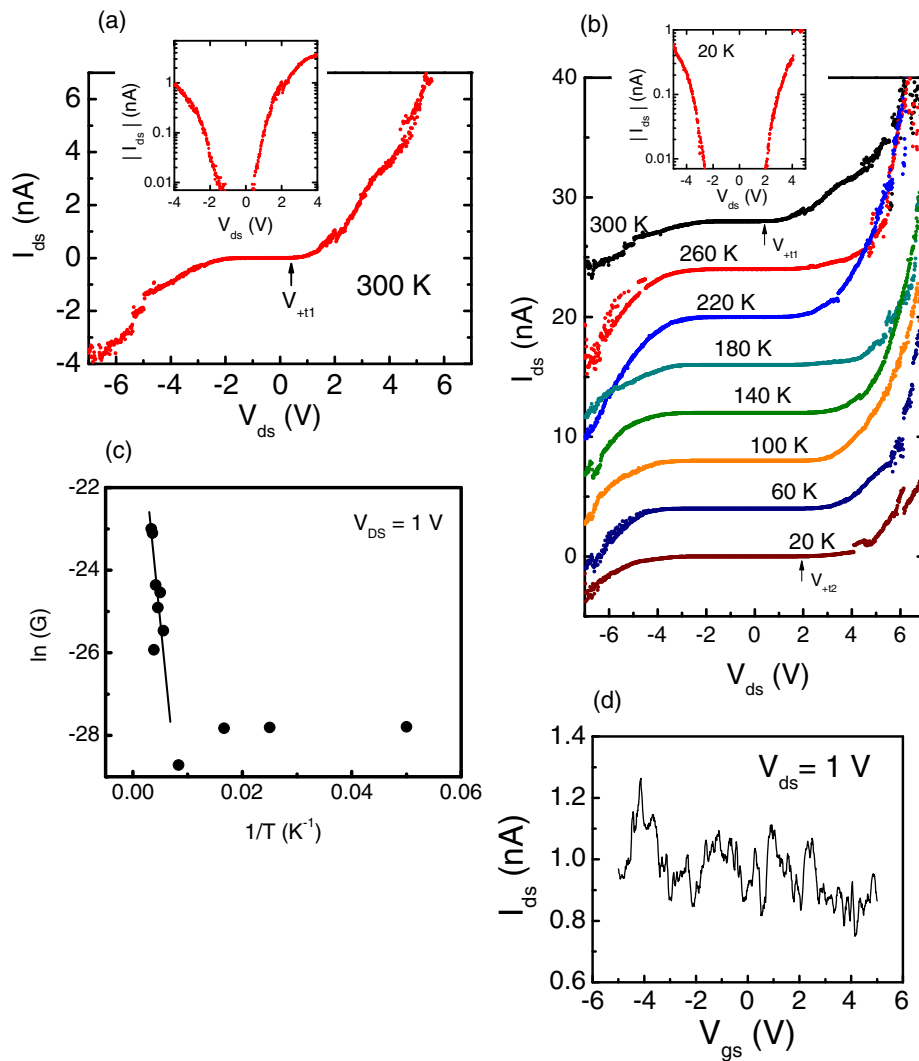 (a)
1
0.1
0.01
| I_ds | (nA)
-4 -2 0 2 4
V_ds (V)
6
4
2
0
-2
-4
I_ds (nA)
V_+t1
300 K
-6 -4 -2 0 2 4 6
V_ds (V)
(b)
20 K
1
0.1
0.01
| I_ds | (nA)
-4 -2 0 2 4
V_ds (V)
40
30
20
10
0
I_ds (nA)
300 K
V_+t1
260 K
220 K
180 K
140 K
100 K
60 K
20 K
V_+t2
-6 -4 -2 0 2 4 6
V_ds (V)
(c)
-22
-24
-26
-28
ln (G)
V_DS = 1 V
0.00 0.02 0.04 0.06
1/T (K⁻¹)
(d)
1.4
1.2
1.0
0.8
0.6
I_ds (nA)
V_ds= 1 V
-6 -4 -2 0 2 4 6
V_gs (V)